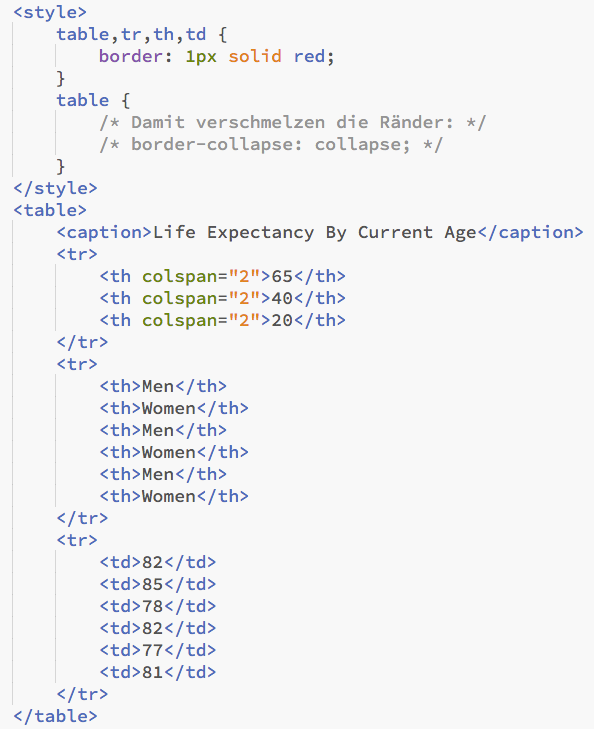 <style>
    table,tr,th,td {
        border: 1px solid red;
    }
    table {
        /* Damit verschmelzen die Ränder: */
        /* border-collapse: collapse; */
    }
</style>
<table>
    <caption>Life Expectancy By Current Age</caption>
    <tr>
        <th colspan="2">65</th>
        <th colspan="2">40</th>
        <th colspan="2">20</th>
    </tr>
    <tr>
        <th>Men</th>
        <th>Women</th>
        <th>Men</th>
        <th>Women</th>
        <th>Men</th>
        <th>Women</th>
    </tr>
    <tr>
        <td>82</td>
        <td>85</td>
        <td>78</td>
        <td>82</td>
        <td>77</td>
        <td>81</td>
    </tr>
</table>